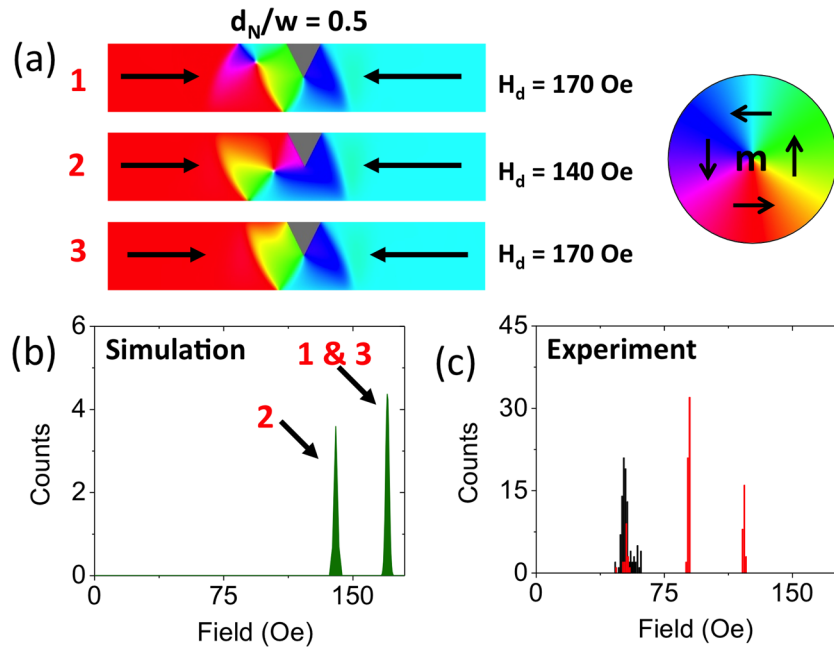 d_N/w = 0.5
(a)
1
H_d = 170 Oe
2
H_d = 140 Oe
3
H_d = 170 Oe
m
(b)
Simulation
1 & 3
2
6
4
2
0
Counts
0
75
150
Field (Oe)
(c)
Experiment
45
30
15
0
Counts
0
75
150
Field (Oe)